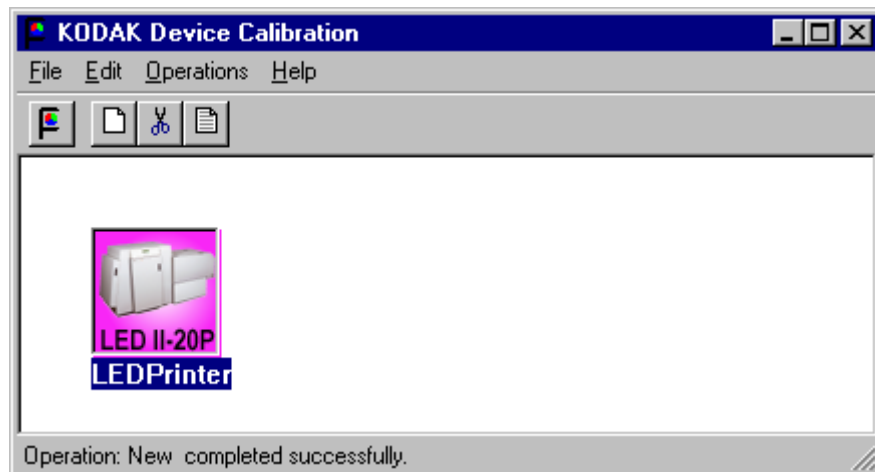 KODAK Device Calibration
File Edit Operations Help
LED II-20P
LEDPrinter
Operation: New completed successfully.